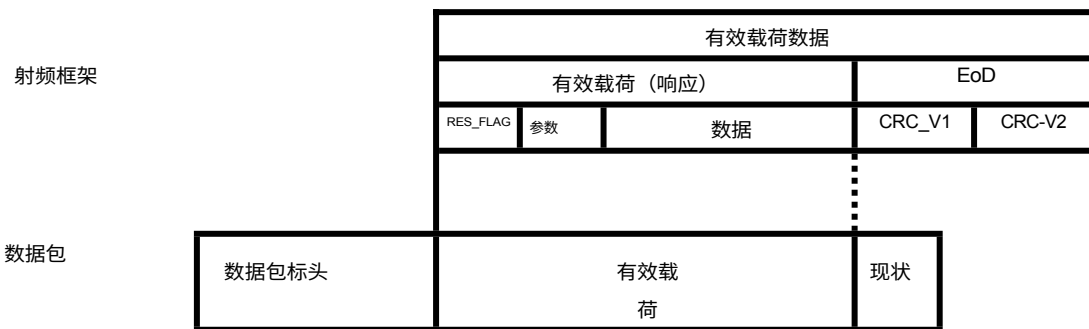 有效载荷数据
射频框架
有效载荷（响应）
EoD
RES_FLAG
参数
数据
CRC_V1
CRC-V2
数据包
数据包标头
有效载
荷
现状